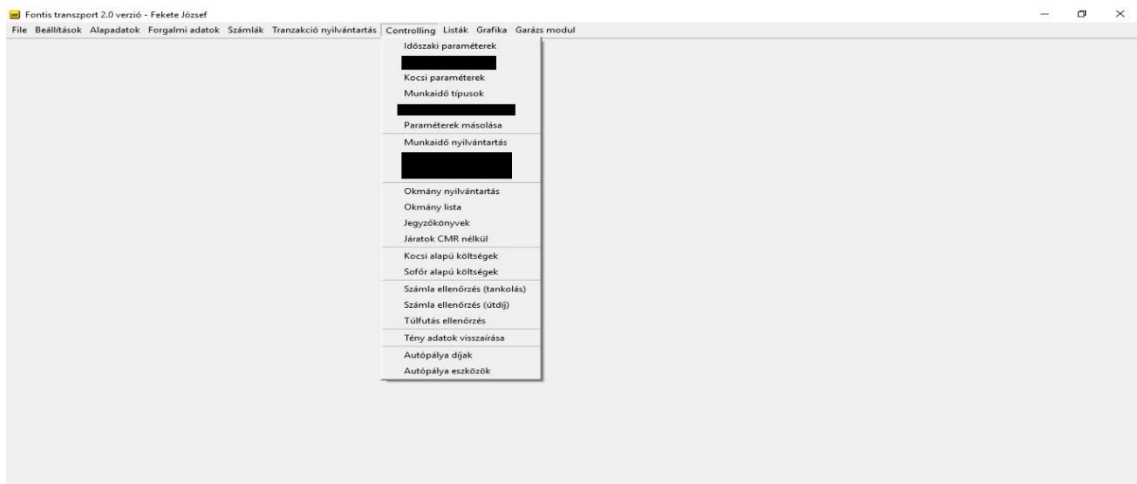 Fontis transzport 2.0 verzió - Fekete József
File Beállítások Alapadatok Forgalmi adatok Számlák Tranzakció nyilvántartás Controlling Listák Grafika Garázs modul
Időszaki paraméterek
Kocsi paraméterek
Munkaidő típusok
Paraméterek másolása
Munkaidő nyilvántartás
Okmány nyilvántartás
Okmány lista
Jegyzőkönyvek
Járatok CMR nélkül
Kocsi alapú költségek
Sofőr alapú költségek
Számla ellenőrzés (tankolás)
Számla ellenőrzés (útdíj)
Túlfutás ellenőrzés
Tény adatok visszaírása
Autópálya díjak
Autópálya eszközök